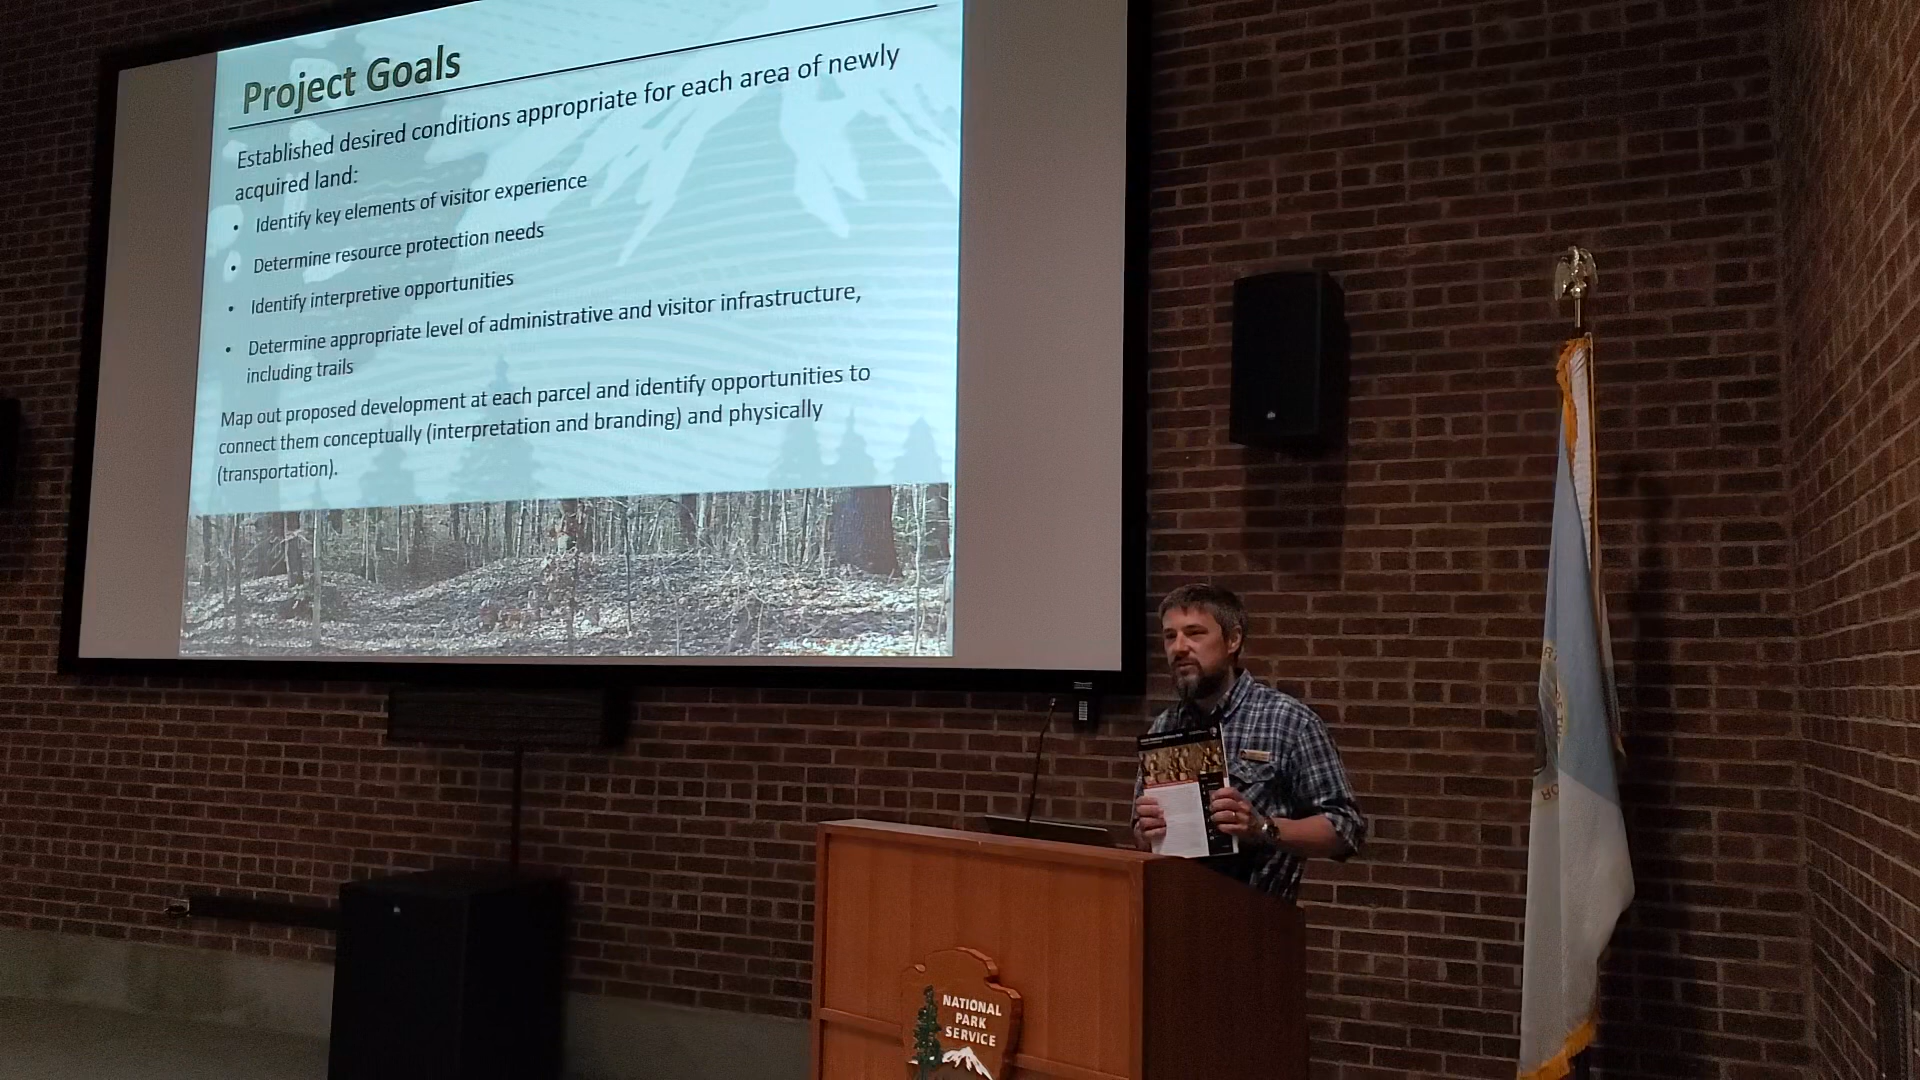 Project Goals
Established desired conditions appropriate for each area of newly
acquired land:
• Identify key elements of visitor experience
• Determine resource protection needs
• Identify interpretive opportunities
• Determine appropriate level of administrative and visitor infrastructure,
including trails
Map out proposed development at each parcel and identify opportunities to
connect them conceptually (interpretation and branding) and physically
(transportation).
NATIONAL
PARK
SERVICE